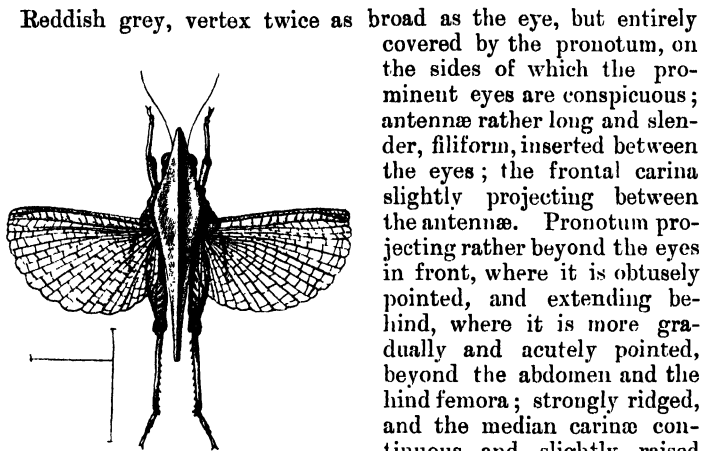 Reddish grey, vertex twice as broad as the eye, but entirely
covered by the pronotum, on
the sides of which the pro-
minent eyes are conspicuous;
antennæ rather long and slen-
der, filiform, inserted between
the eyes; the frontal carina
slightly projecting between
the antennæ. Pronotum pro-
jecting rather beyond the eyes
in front, where it is obtusely
pointed, and extending be-
hind, where it is more gra-
dually and acutely pointed,
beyond the abdomen and the
hind femora; strongly ridged,
and the median carinæ con-
tinuous and slightly raised